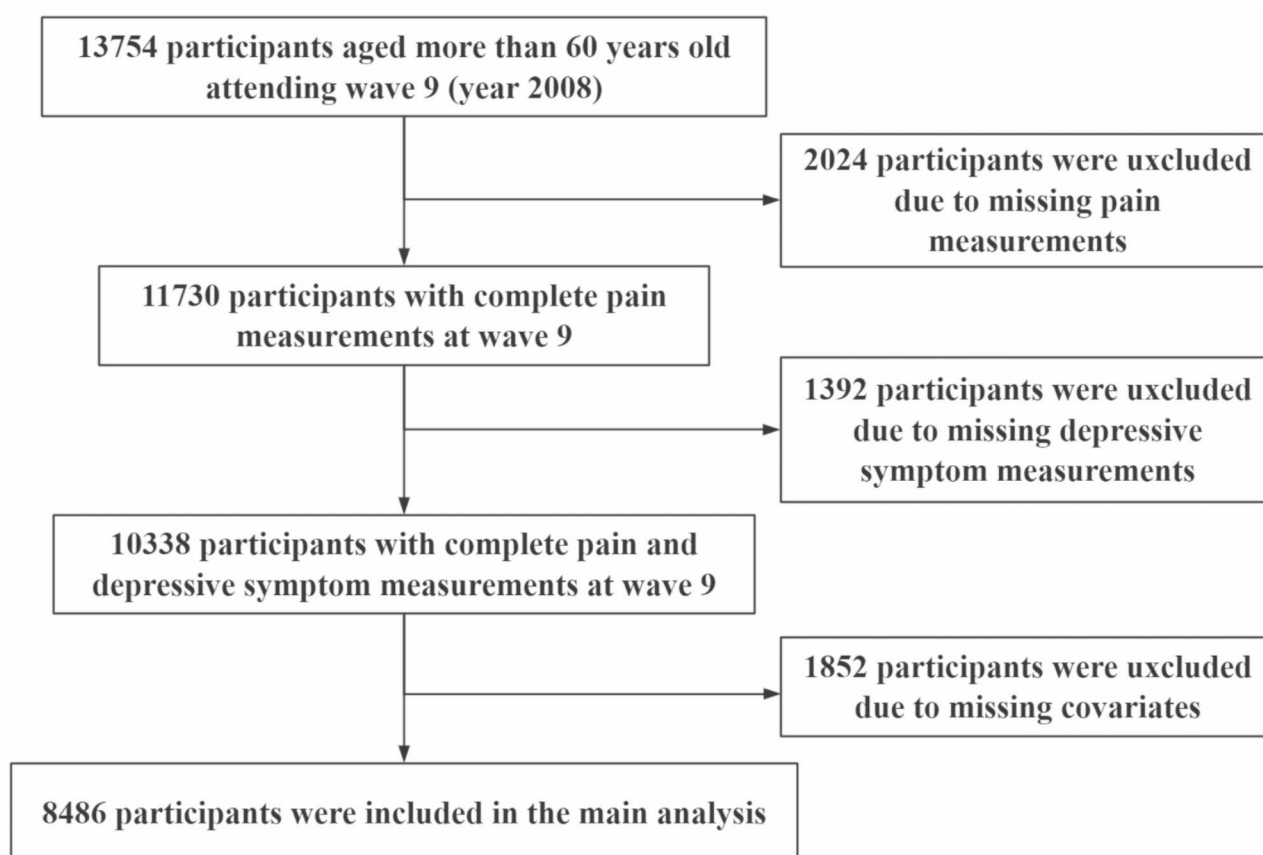 13754 participants aged more than 60 years old
attending wave 9 (year 2008)
2024 participants were uxcluded
due to missing pain
measurements
11730 participants with complete pain
measurements at wave 9
1392 participants were uxcluded
due to missing depressive
symptom measurements
10338 participants with complete pain and
depressive symptom measurements at wave 9
1852 participants were uxcluded
due to missing covariates
8486 participants were included in the main analysis